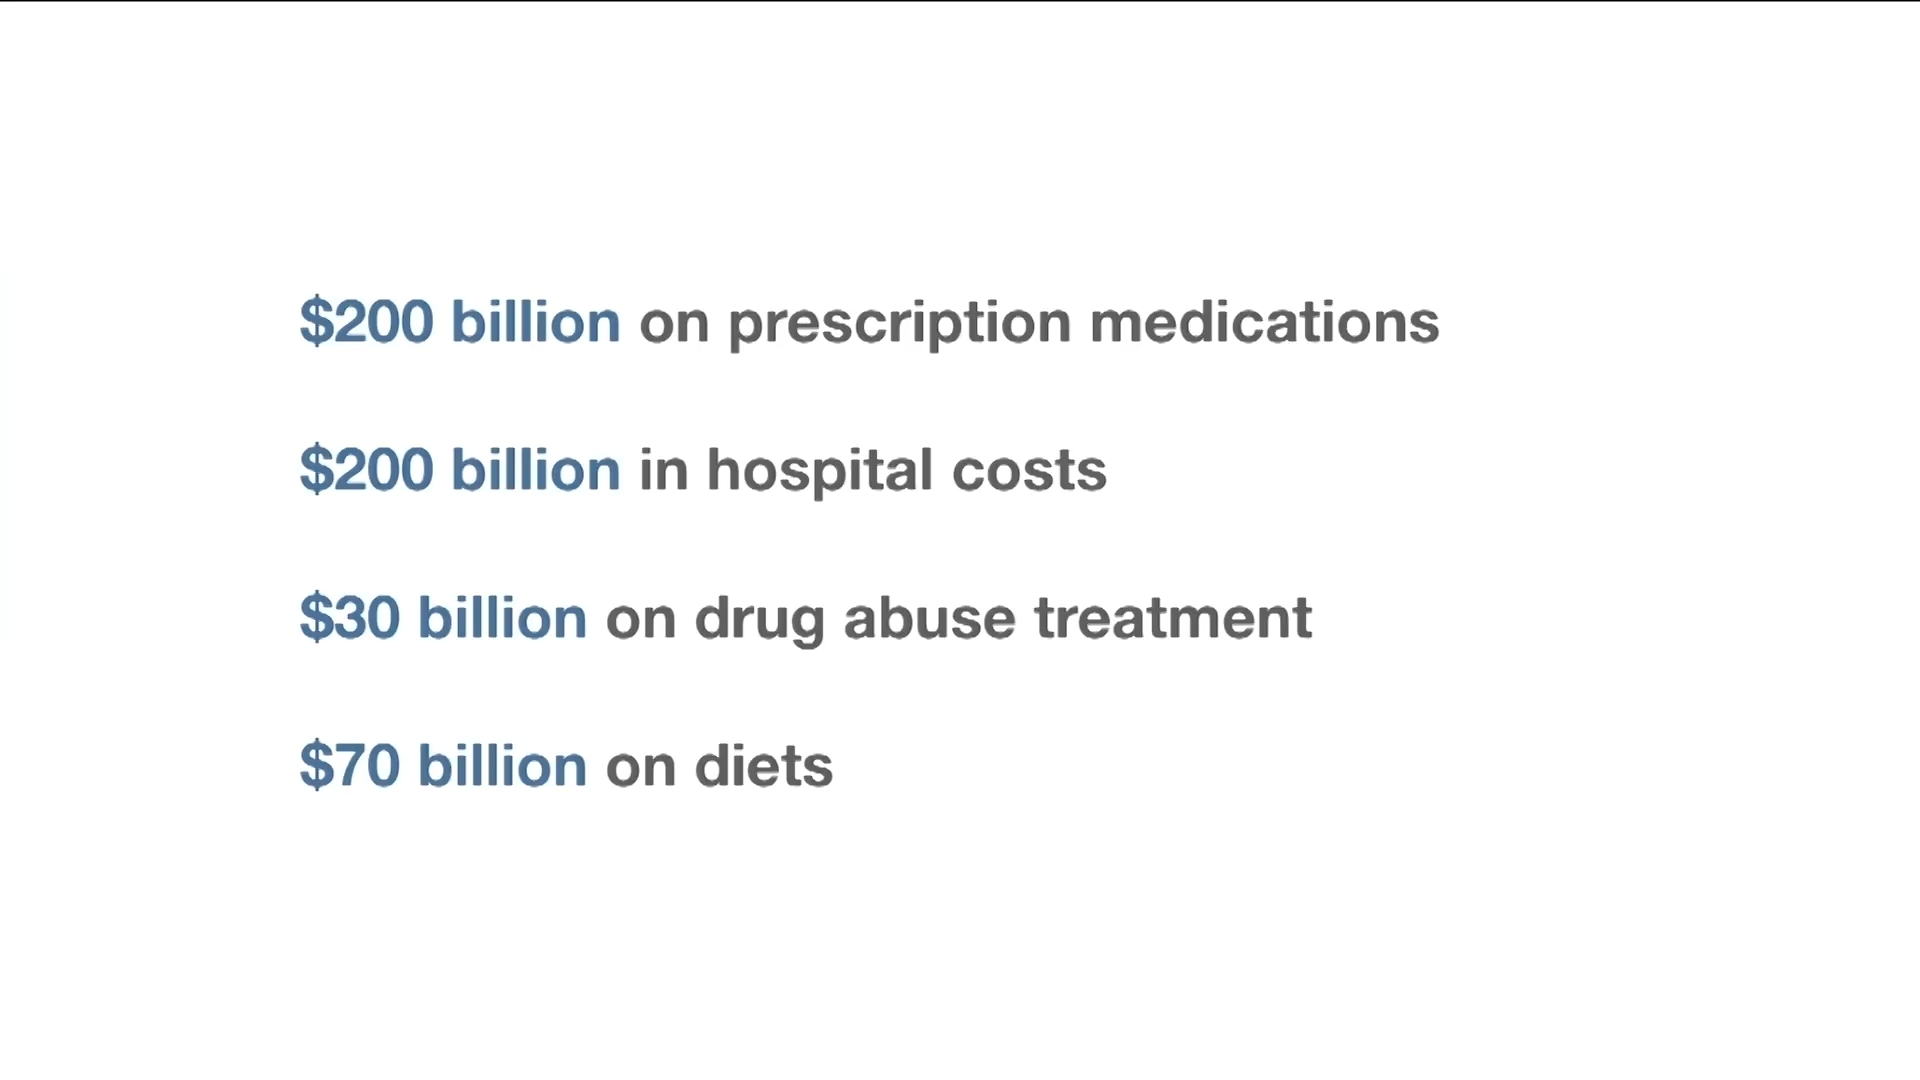 $200 billion on prescription medications
$200 billion in hospital costs
$30 billion on drug abuse treatment
$70 billion on diets